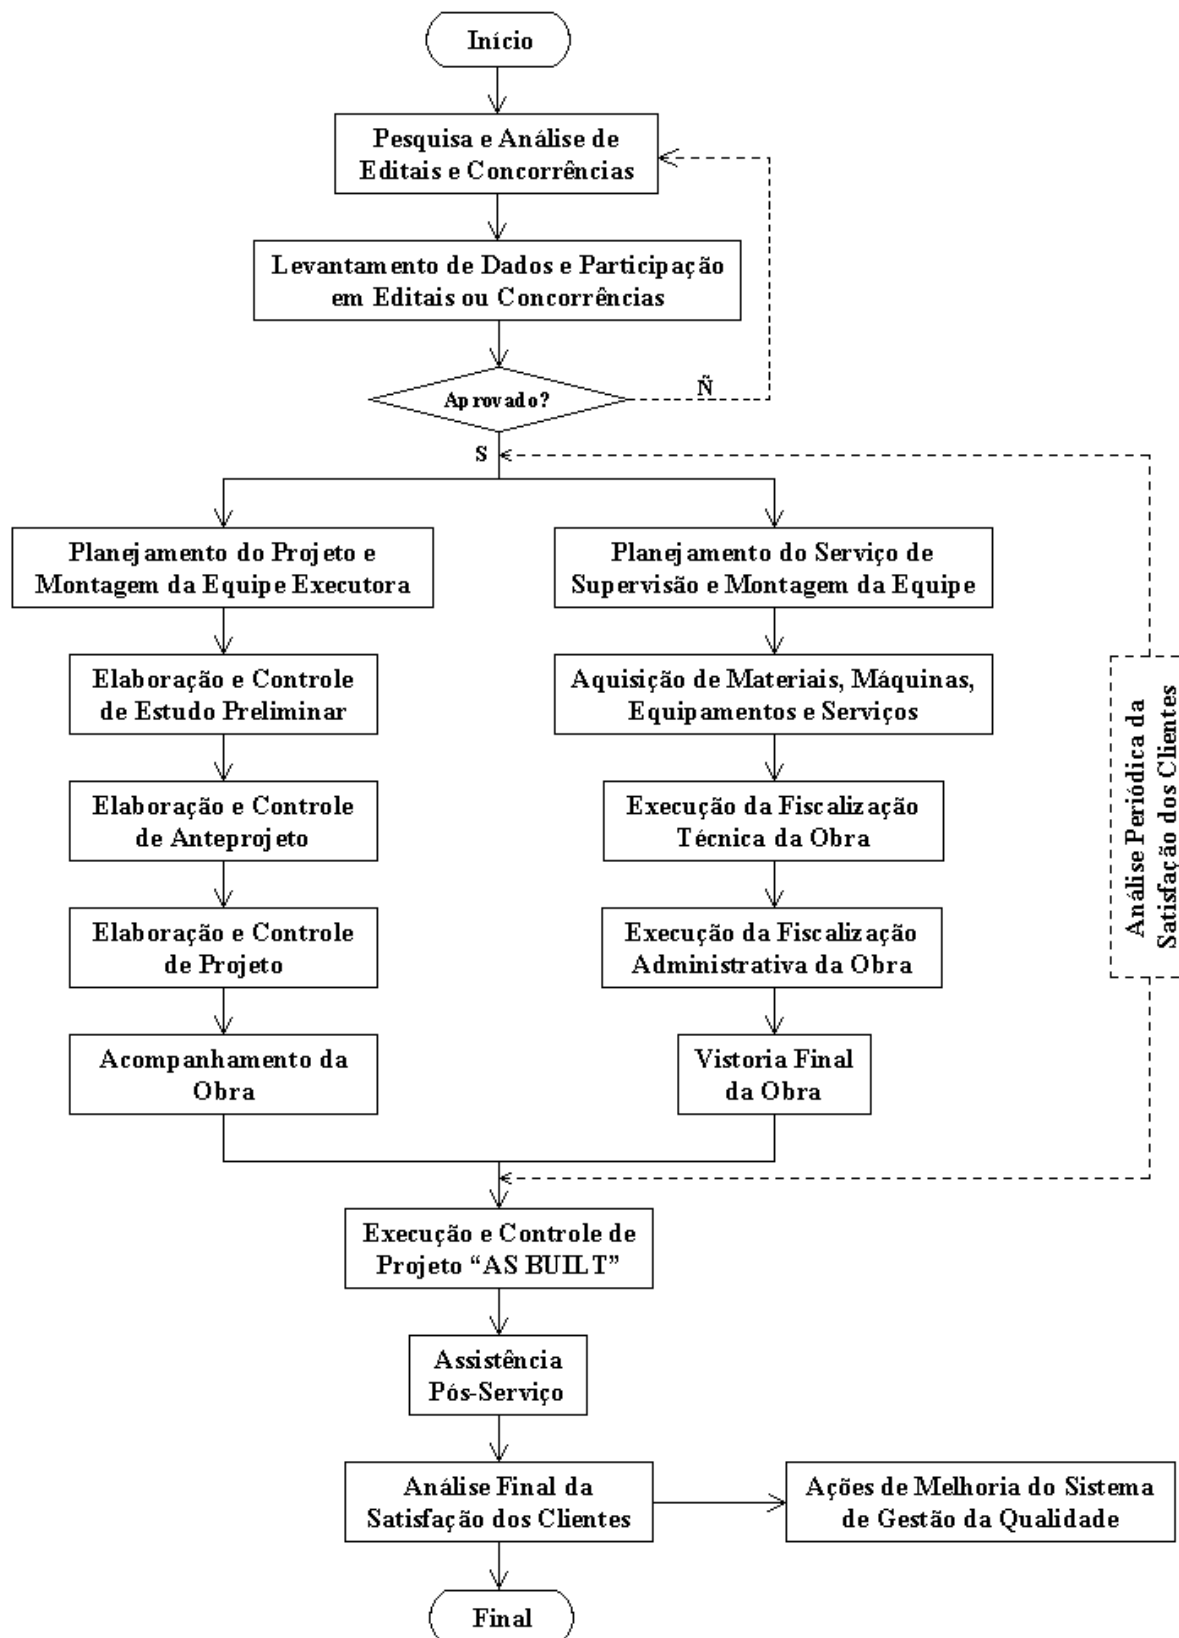 Início
Pesquisa e Análise de
Editais e Concorrências
Levantamento de Dados e Participação
em Editais ou Concorrências
Aprovado?
Ñ
S
Planejamento do Projeto e
Montagem da Equipe Executora
Planejamento do Serviço de
Supervisão e Montagem da Equipe
Elaboração e Controle
de Estudo Preliminar
Aquisição de Materiais, Máquinas,
Equipamentos e Serviços
Análise Periódica da
Satisfação dos Clientes
Elaboração e Controle
de Anteprojeto
Execução da Fiscalização
Técnica da Obra
Elaboração e Controle
de Projeto
Execução da Fiscalização
Administrativa da Obra
Acompanhamento da
Obra
Vistoria Final
da Obra
Execução e Controle de
Projeto “AS BUILT”
Assistência
Pós-Serviço
Análise Final da
Satisfação dos Clientes
Ações de Melhoria do Sistema
de Gestão da Qualidade
Final